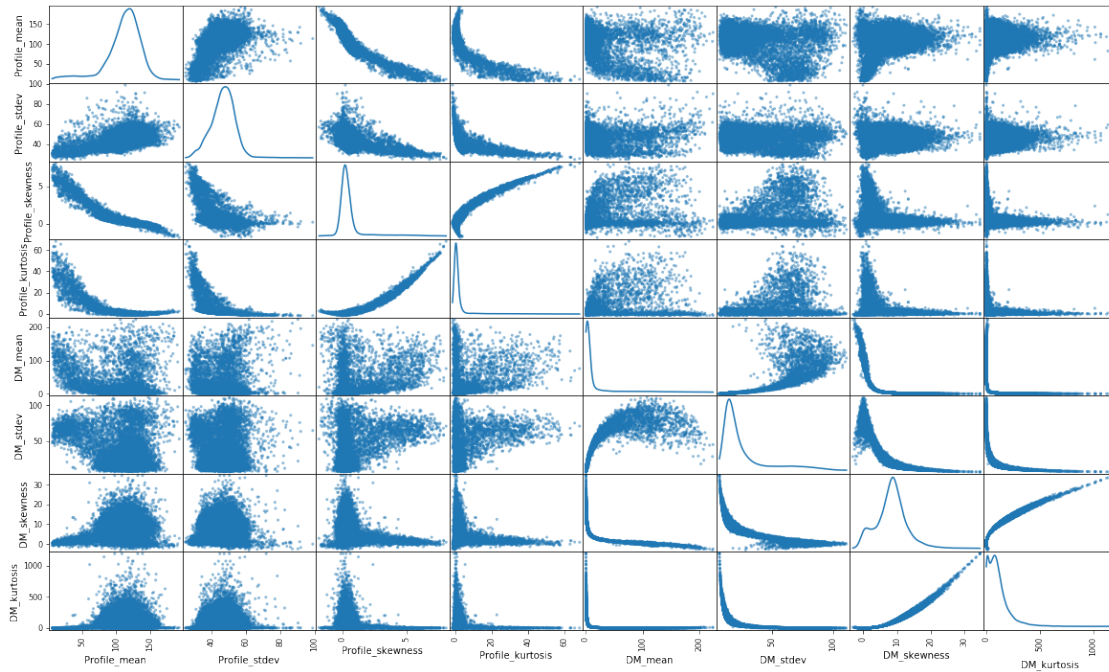 Profile_mean
150
100
50
100
Profile_stdev
80
60
40
Profile_skewness
5
0
Profile_kurtosis
60
40
20
0
DM_mean
200
100
0
DM_stdev
100
50
DM_skewness
30
20
10
0
DM_kurtosis
1000
500
0
50 100 150
40 60 80 100
0 5
0 20 40 60
0 100 200
50 100
0 10 20 30
0 500 1000
Profile_mean Profile_stdev Profile_skewness Profile_kurtosis DM_mean DM_stdev DM_skewness DM_kurtosis